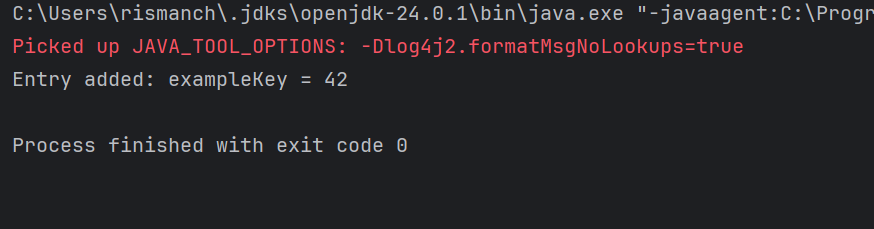 C:\Users\rismanch\.jdks\openjdk-24.0.1\bin\java.exe "-javaagent:C:\Progr
Picked up JAVA_TOOL_OPTIONS: -Dlog4j2.formatMsgNoLookups=true
Entry added: exampleKey = 42
Process finished with exit code 0